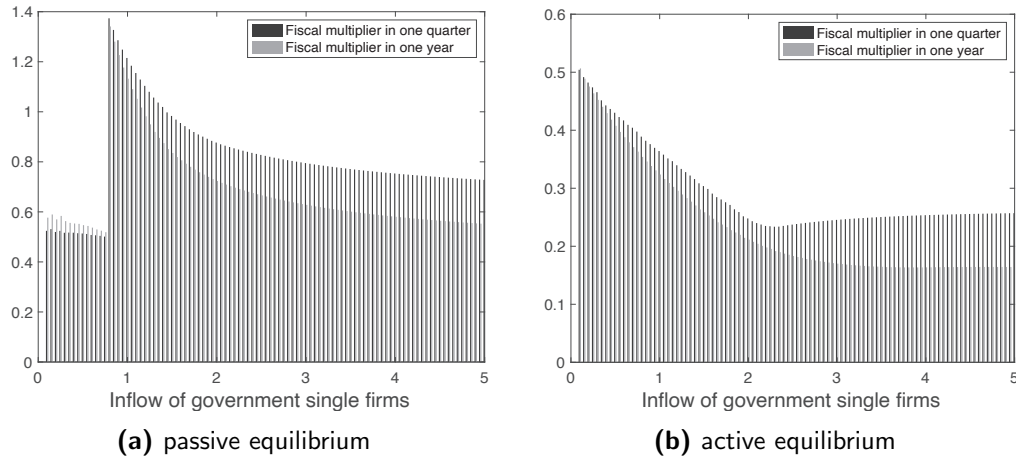 1.4
1.2
1
0.8
0.6
0.4
0.2
0
Fiscal multiplier in one quarter
Fiscal multiplier in one year
0 1 2 3 4 5
Inflow of government single firms
(a) passive equilibrium
0.6
0.5
0.4
0.3
0.2
0.1
0
Fiscal multiplier in one quarter
Fiscal multiplier in one year
0 1 2 3 4 5
Inflow of government single firms
(b) active equilibrium